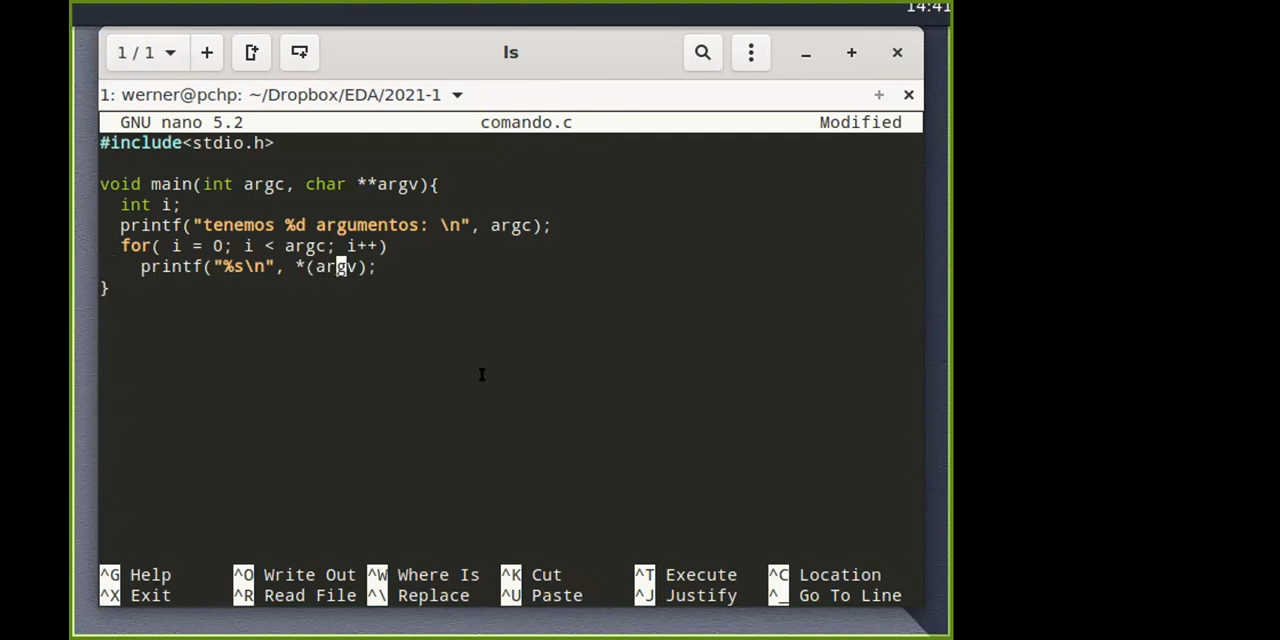 14:41
1 / 1
ls
1: werner@pchp: ~/Dropbox/EDA/2021-1
GNU nano 5.2 comando.c Modified
#include<stdio.h>
void main(int argc, char **argv){
int i;
printf("tenemos %d argumentos: \n", argc);
for( i = 0; i < argc; i++)
printf("%s\n", *(argv);
}
^G Help ^O Write Out ^W Where Is ^K Cut ^T Execute ^C Location
^X Exit ^R Read File ^\ Replace ^U Paste ^J Justify ^_ Go To Line